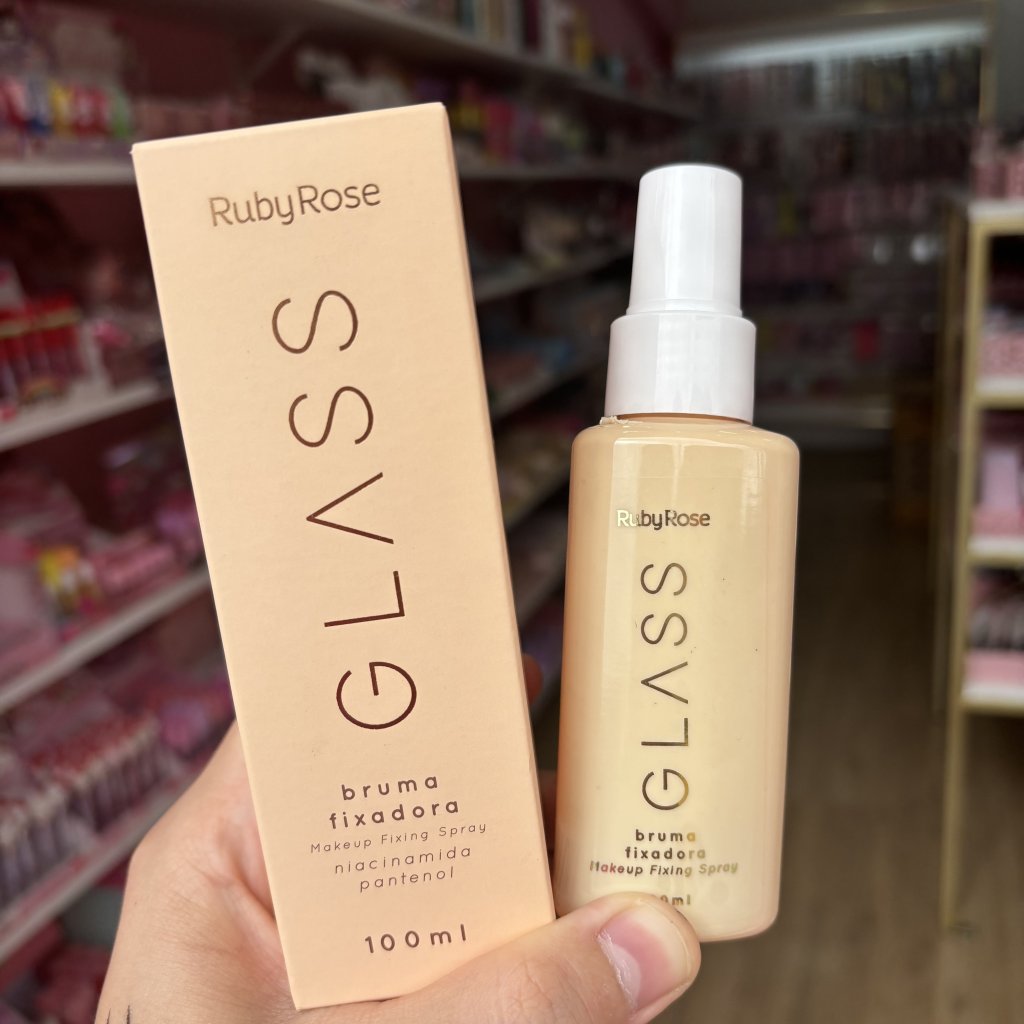 RubyRose
GLASS
bruma
fixadora
Makeup Fixing Spray
niacinamida
pantenol
100ml
RubyRose
GLASS
bruma
fixadora
Makeup Fixing Spray